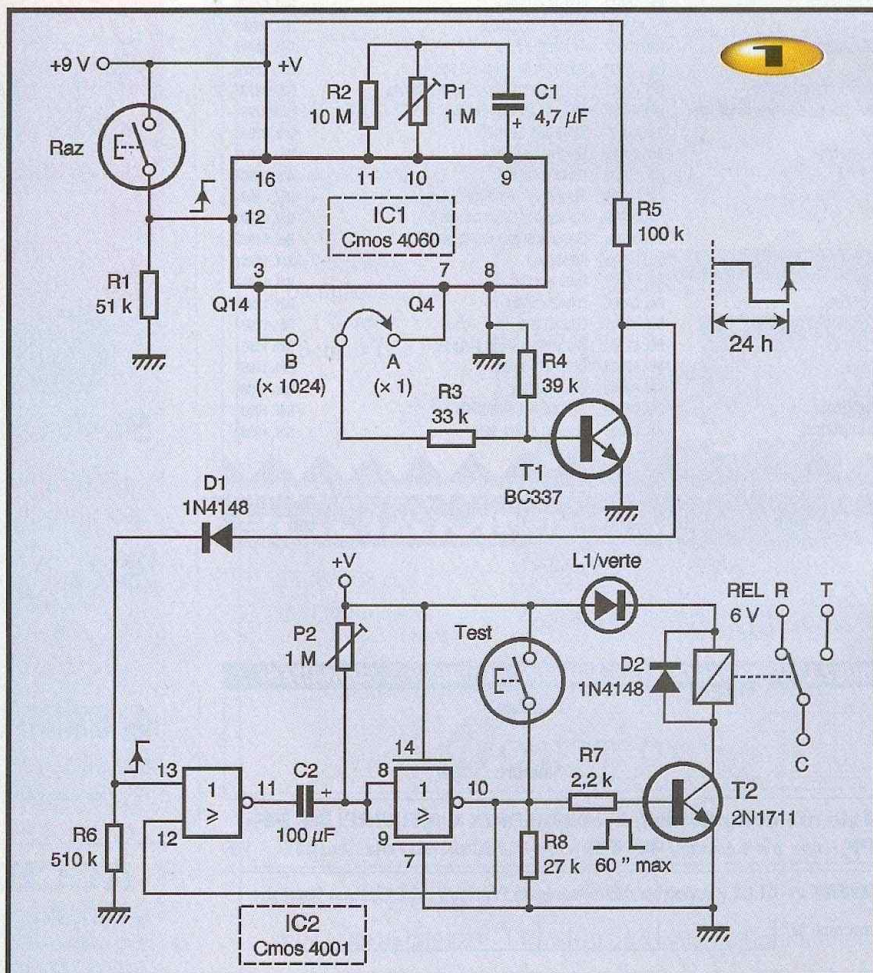 1
+9 V
+V
R2
10 M
P1
1 M
C1
4,7 µF
+
Raz
16
11
10
9
12
IC1
Cmos 4060
R5
100 k
3
7
8
R1
51 k
Q14
Q4
24 h
B
(× 1024)
A
(× 1)
R4
39 k
R3
33 k
T1
BC337
D1
1N4148
+V
L1/verte
REL
6 V
R
T
P2
1 M
Test
D2
1N4148
14
C
13
1
≥
11
C2
+
100 µF
8
1
≥
10
R7
2,2 k
T2
2N1711
12
9
7
R6
510 k
R8
27 k
60 " max
IC2
Cmos 4001